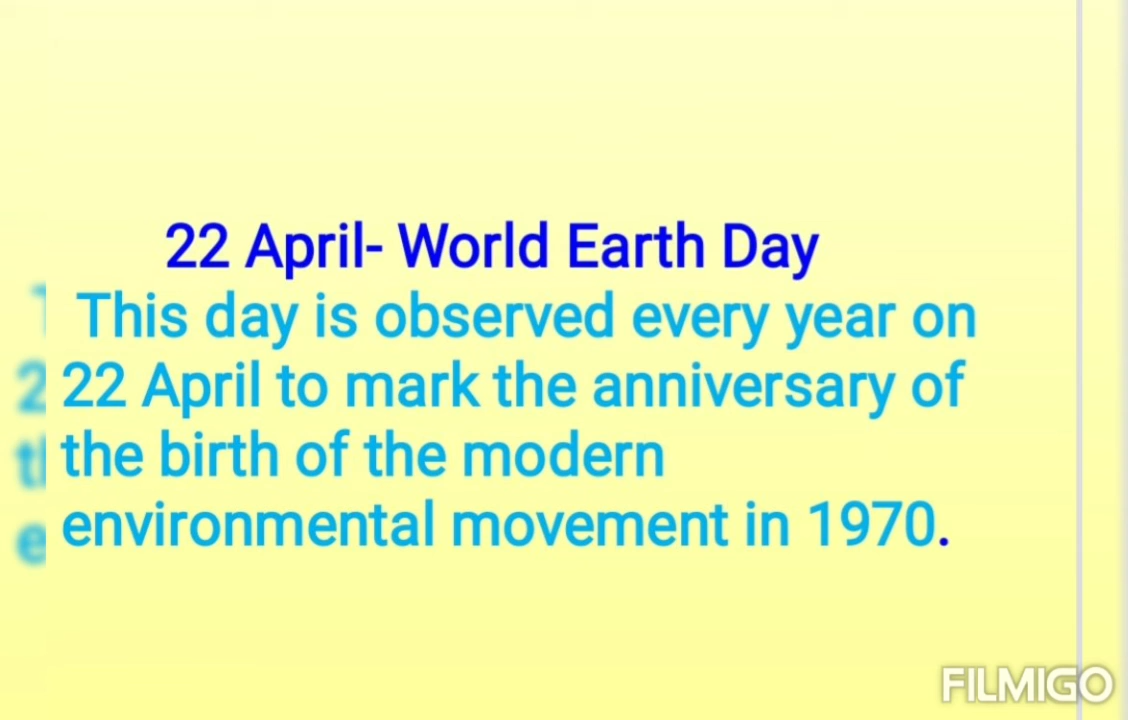 22 April- World Earth Day
This day is observed every year on
22 April to mark the anniversary of
the birth of the modern
environmental movement in 1970.
FILMIGO